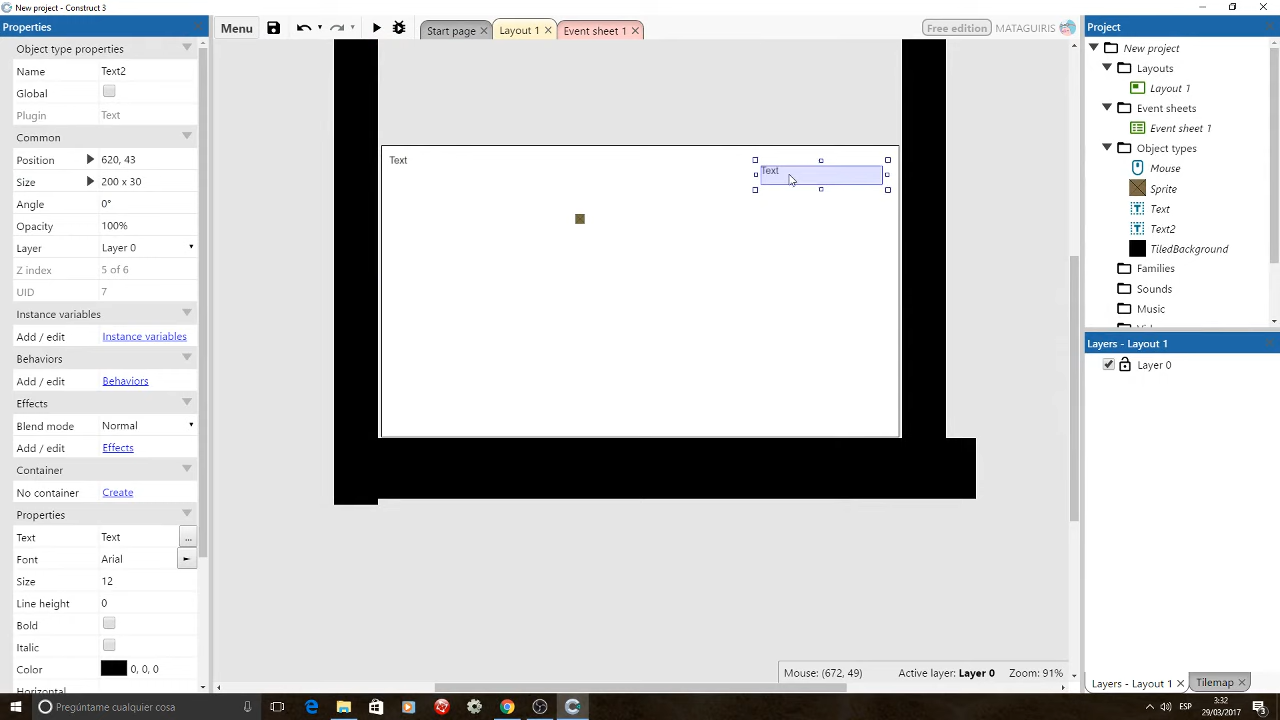 New project - Construct 3
Properties
Object type properties
Name Text2
Global
Plugin Text
Common
Position 620, 43
Size 200 x 30
Angle 0°
Opacity 100%
Layer Layer 0
Z index 5 of 6
UID 7
Instance variables
Add / edit Instance variables
Behaviors
Add / edit Behaviors
Effects
Blend mode Normal
Add / edit Effects
Container
No container Create
Properties
Text Text ...
Font Arial
Size 12
Line height 0
Bold
Italic
Color 0, 0, 0
Horizontal
Menu
Start page
Layout 1
Event sheet 1
Free edition
MATAGUIRIS
Text
Text
Mouse: (672, 49) Active layer: Layer 0 Zoom: 91%
Project
New project
Layouts
Layout 1
Event sheets
Event sheet 1
Object types
Mouse
Sprite
Text
Text2
TiledBackground
Families
Sounds
Music
Layers - Layout 1
Layer 0
Layers - Layout 1
Tilemap
Pregúntame cualquier cosa
ESP
3:32
29/03/2017